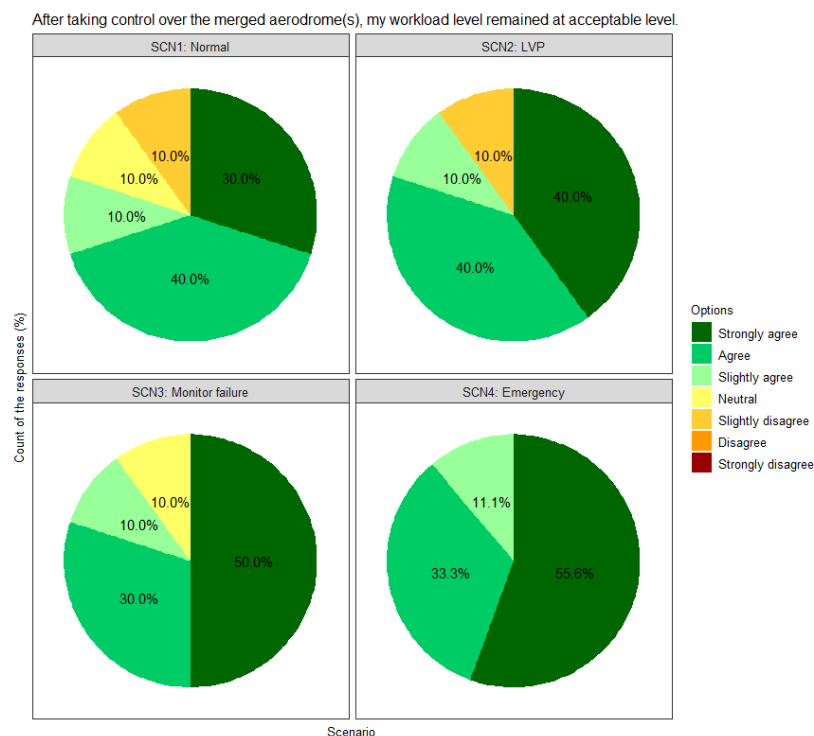 After taking control over the merged aerodrome(s), my workload level remained at acceptable level.
SCN1: Normal
SCN2: LVP
10.0%
30.0%
10.0%
10.0%
40.0%
10.0%
40.0%
10.0%
40.0%
SCN3: Monitor failure
SCN4: Emergency
10.0%
10.0%
50.0%
30.0%
11.1%
33.3%
55.6%
Count of the responses (%)
Scenario
Options
Strongly agree
Agree
Slightly agree
Neutral
Slightly disagree
Disagree
Strongly disagree